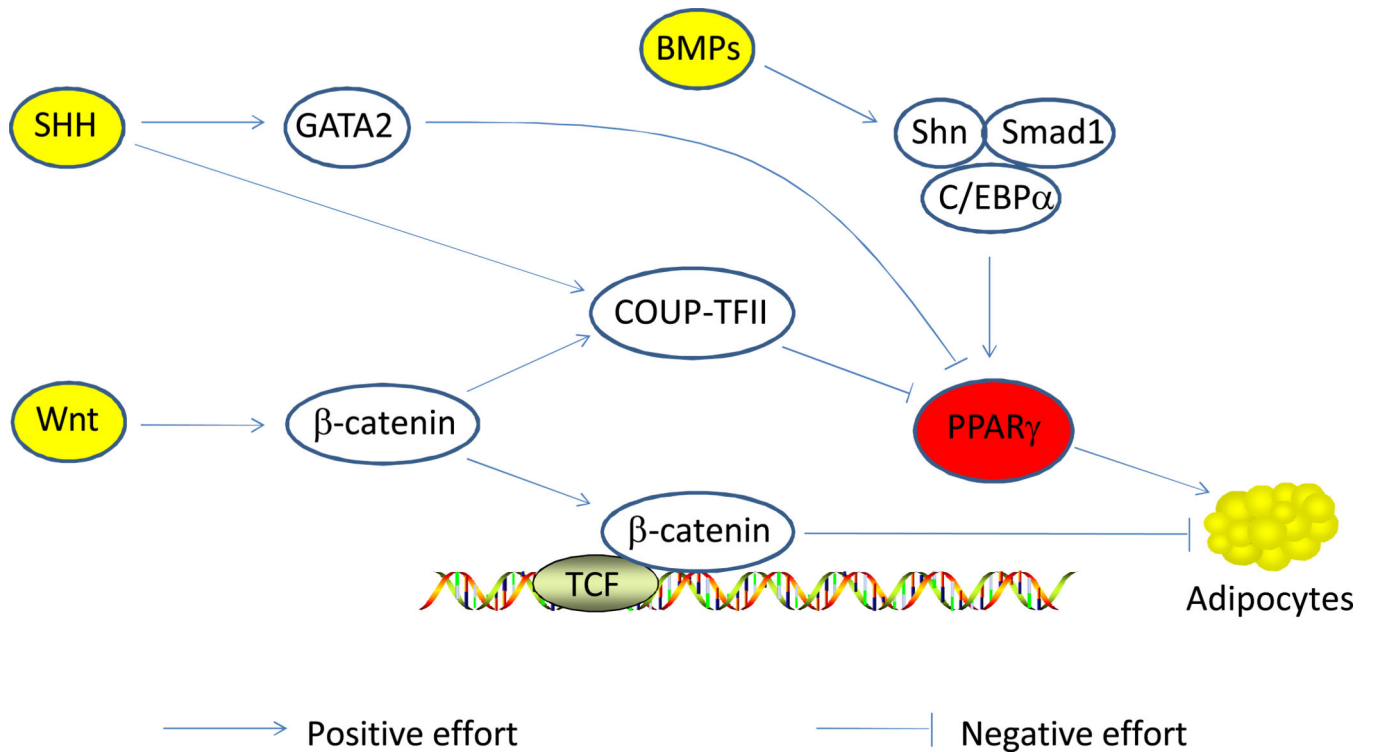 BMPs
SHH
GATA2
Shn
Smad1
C/EBPα
COUP-TFII
Wnt
β-catenin
PPARγ
β-catenin
TCF
Adipocytes
Positive effort
Negative effort